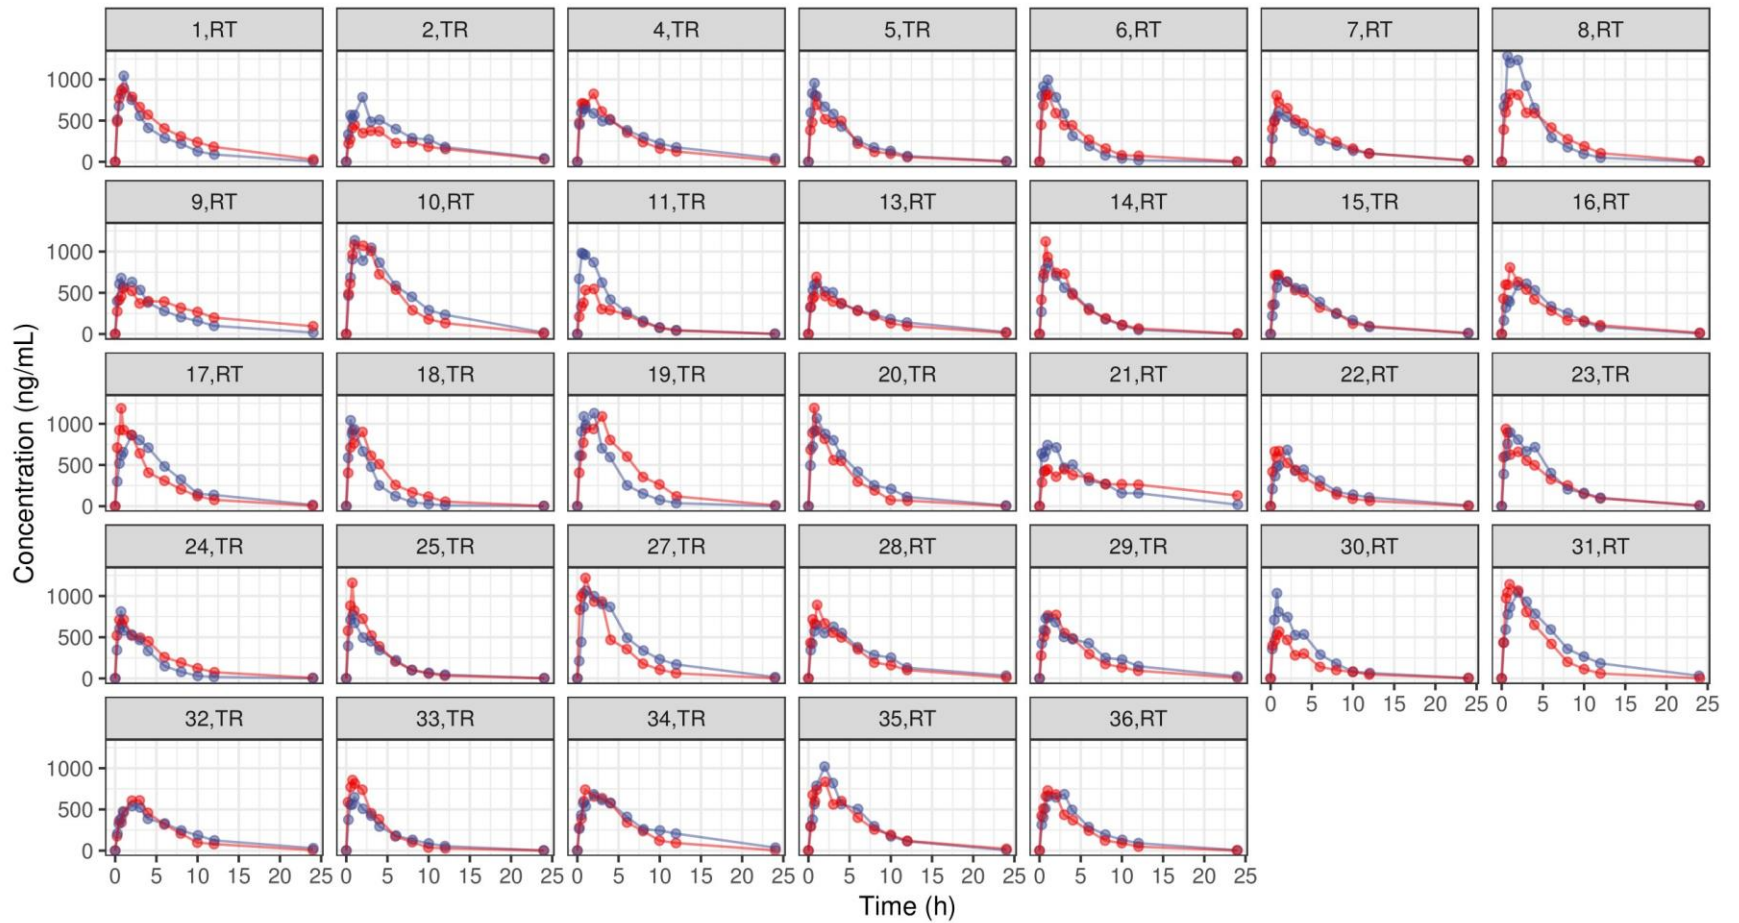 1,RT 2,TR 4,TR 5,TR 6,RT 7,RT 8,RT
1000
500
0
9,RT 10,RT 11,TR 13,RT 14,RT 15,TR 16,RT
1000
500
0
17,RT 18,TR 19,TR 20,TR 21,RT 22,RT 23,TR
1000
500
0
24,TR 25,TR 27,TR 28,RT 29,TR 30,RT 31,RT
1000
500
0
0 5 10 15 20 25 0 5 10 15 20 25
32,TR 33,TR 34,TR 35,RT 36,RT
1000
500
0
0 5 10 15 20 25 0 5 10 15 20 25 0 5 10 15 20 25 0 5 10 15 20 25 0 5 10 15 20 25
Concentration (ng/mL)
Time (h)